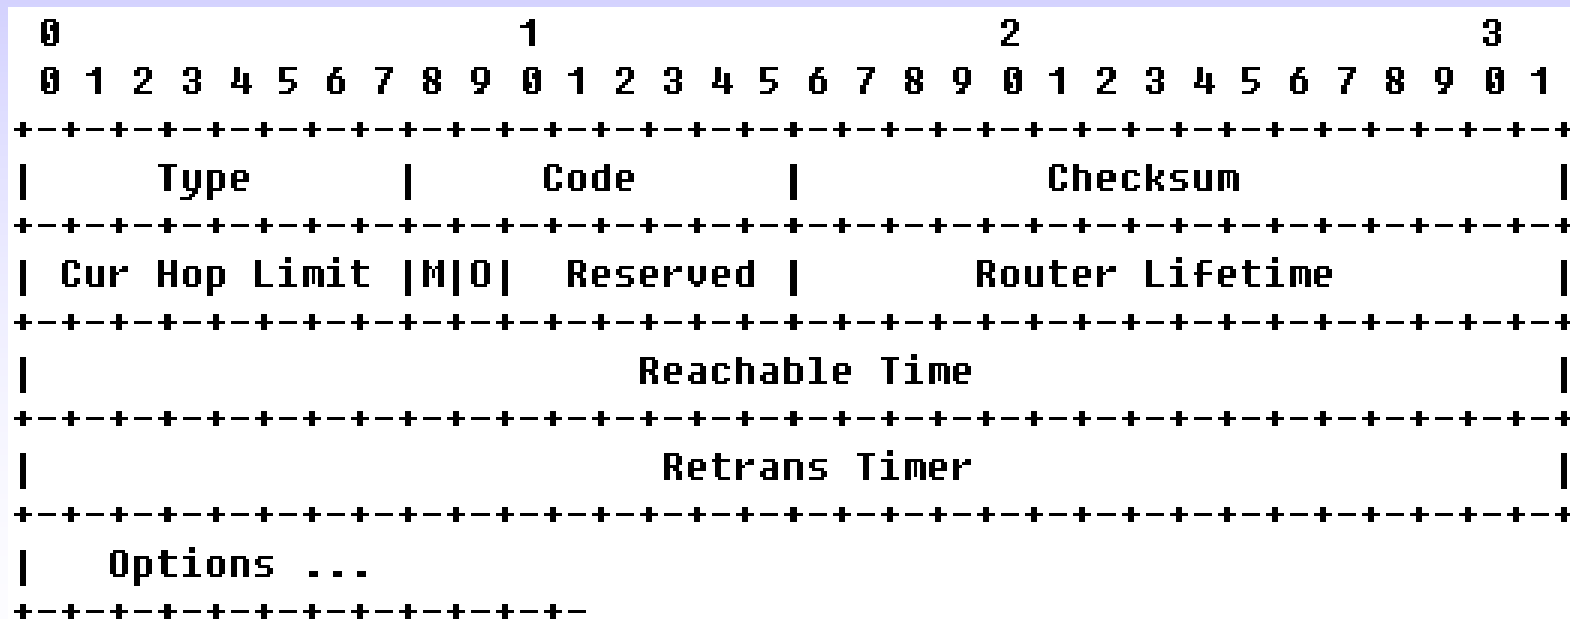 0                   1                   2                   3
0 1 2 3 4 5 6 7 8 9 0 1 2 3 4 5 6 7 8 9 0 1 2 3 4 5 6 7 8 9 0 1
+-+-+-+-+-+-+-+-+-+-+-+-+-+-+-+-+-+-+-+-+-+-+-+-+-+-+-+-+-+-+-+-+
|     Type      |     Code      |          Checksum             |
+-+-+-+-+-+-+-+-+-+-+-+-+-+-+-+-+-+-+-+-+-+-+-+-+-+-+-+-+-+-+-+-+
| Cur Hop Limit |M|O|  Reserved |       Router Lifetime         |
+-+-+-+-+-+-+-+-+-+-+-+-+-+-+-+-+-+-+-+-+-+-+-+-+-+-+-+-+-+-+-+-+
|                         Reachable Time                        |
+-+-+-+-+-+-+-+-+-+-+-+-+-+-+-+-+-+-+-+-+-+-+-+-+-+-+-+-+-+-+-+-+
|                          Retrans Timer                        |
+-+-+-+-+-+-+-+-+-+-+-+-+-+-+-+-+-+-+-+-+-+-+-+-+-+-+-+-+-+-+-+-+
|   Options ...
+-+-+-+-+-+-+-+-+-+-+-+-